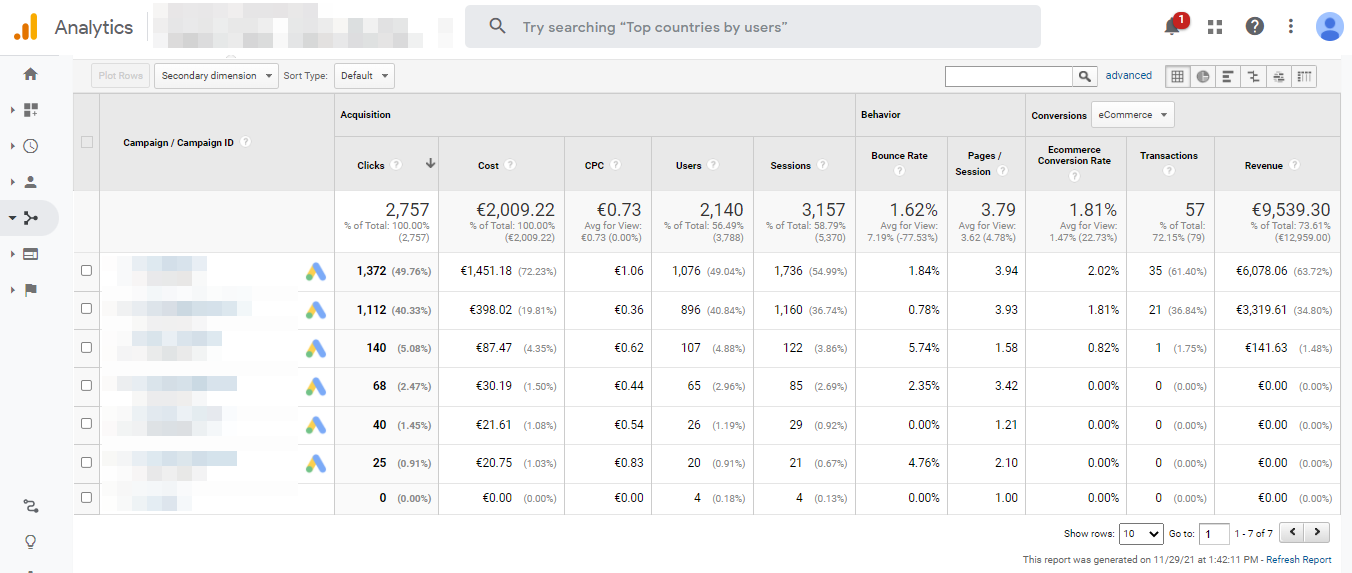 Analytics
Try searching “Top countries by users”
1
Plot Rows
Secondary dimension
Sort Type:
Default
advanced
Campaign / Campaign ID
Acquisition
Behavior
Conversions
eCommerce
Clicks
Cost
CPC
Users
Sessions
Bounce Rate
Pages /
Session
Ecommerce
Conversion Rate
Transactions
Revenue
2,757
% of Total: 100.00%
(2,757)
€2,009.22
% of Total: 100.00%
(€2,009.22)
€0.73
Avg for View:
€0.73 (0.00%)
2,140
% of Total: 56.49%
(3,788)
3,157
% of Total: 58.79%
(5,370)
1.62%
Avg for View:
7.19% (-77.53%)
3.79
Avg for View:
3.62 (4.78%)
1.81%
Avg for View:
1.47% (22.73%)
57
% of Total:
72.15% (79)
€9,539.30
% of Total: 73.61%
(€12,959.00)
1,372 (49.76%) €1,451.18 (72.23%) €1.06 1,076 (49.04%) 1,736 (54.99%) 1.84% 3.94 2.02% 35 (61.40%) €6,078.06 (63.72%)
1,112 (40.33%) €398.02 (19.81%) €0.36 896 (40.84%) 1,160 (36.74%) 0.78% 3.93 1.81% 21 (36.84%) €3,319.61 (34.80%)
140 (5.08%) €87.47 (4.35%) €0.62 107 (4.88%) 122 (3.86%) 5.74% 1.58 0.82% 1 (1.75%) €141.63 (1.48%)
68 (2.47%) €30.19 (1.50%) €0.44 65 (2.96%) 85 (2.69%) 2.35% 3.42 0.00% 0 (0.00%) €0.00 (0.00%)
40 (1.45%) €21.61 (1.08%) €0.54 26 (1.19%) 29 (0.92%) 0.00% 1.21 0.00% 0 (0.00%) €0.00 (0.00%)
25 (0.91%) €20.75 (1.03%) €0.83 20 (0.91%) 21 (0.67%) 4.76% 2.10 0.00% 0 (0.00%) €0.00 (0.00%)
0 (0.00%) €0.00 (0.00%) €0.00 4 (0.18%) 4 (0.13%) 0.00% 1.00 0.00% 0 (0.00%) €0.00 (0.00%)
Show rows: 10 Go to: 1 1 - 7 of 7
This report was generated on 11/29/21 at 1:42:11 PM - Refresh Report